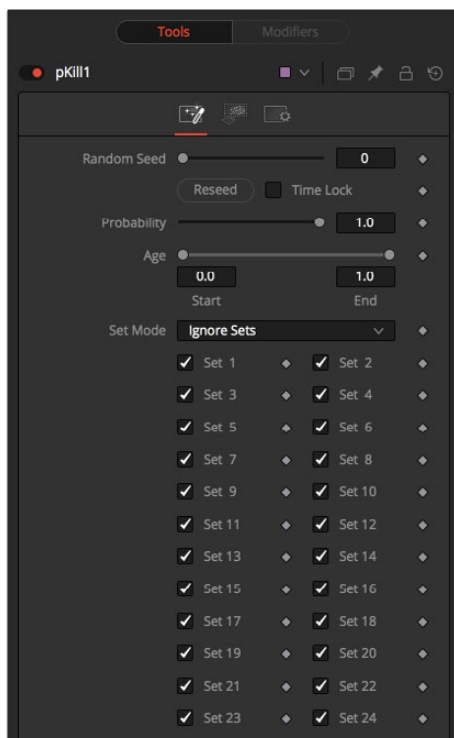 Tools Modifiers
pKill1
Random Seed 0
Reseed Time Lock
Probability 1.0
Age
0.0 1.0
Start End
Set Mode Ignore Sets
Set 1 Set 2
Set 3 Set 4
Set 5 Set 6
Set 7 Set 8
Set 9 Set 10
Set 11 Set 12
Set 13 Set 14
Set 15 Set 16
Set 17 Set 18
Set 19 Set 20
Set 21 Set 22
Set 23 Set 24